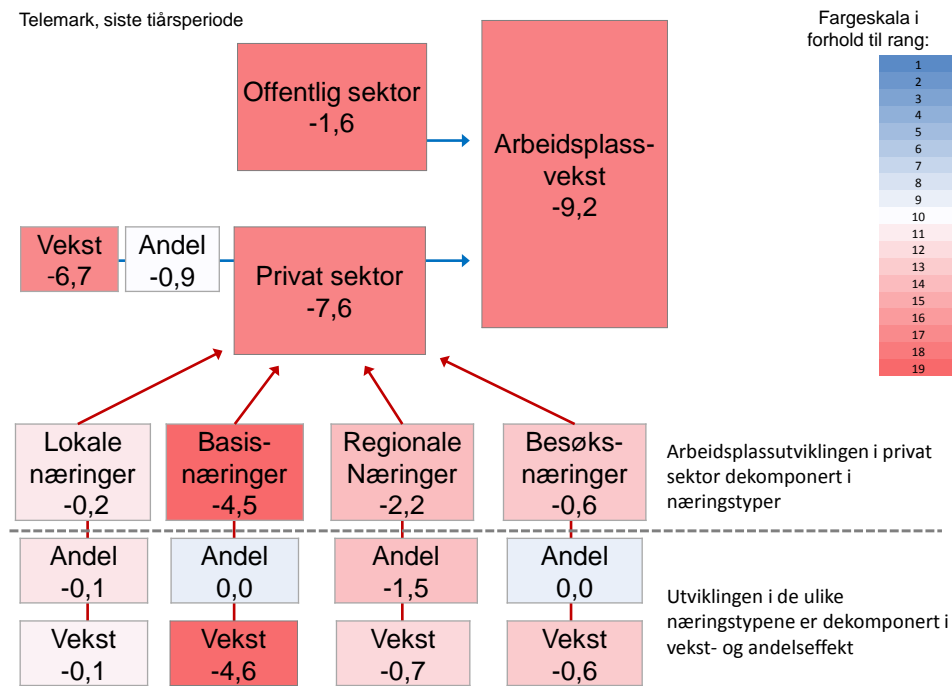 Telemark, siste tiårsperiode
Fargeskala i
forhold til rang:
1
2
3
4
5
6
7
8
9
10
11
12
13
14
15
16
17
18
19
Offentlig sektor
-1,6
Arbeidsplass-
vekst
-9,2
Vekst
-6,7
Andel
-0,9
Privat sektor
-7,6
Lokale
næringer
-0,2
Basis-
næringer
-4,5
Regionale
Næringer
-2,2
Besøks-
næringer
-0,6
Arbeidsplassutviklingen i privat
sektor dekomponert i
næringstyper
Andel
-0,1
Andel
0,0
Andel
-1,5
Andel
0,0
Vekst
-0,1
Vekst
-4,6
Vekst
-0,7
Vekst
-0,6
Utviklingen i de ulike
næringstypene er dekomponert i
vekst- og andelseffekt